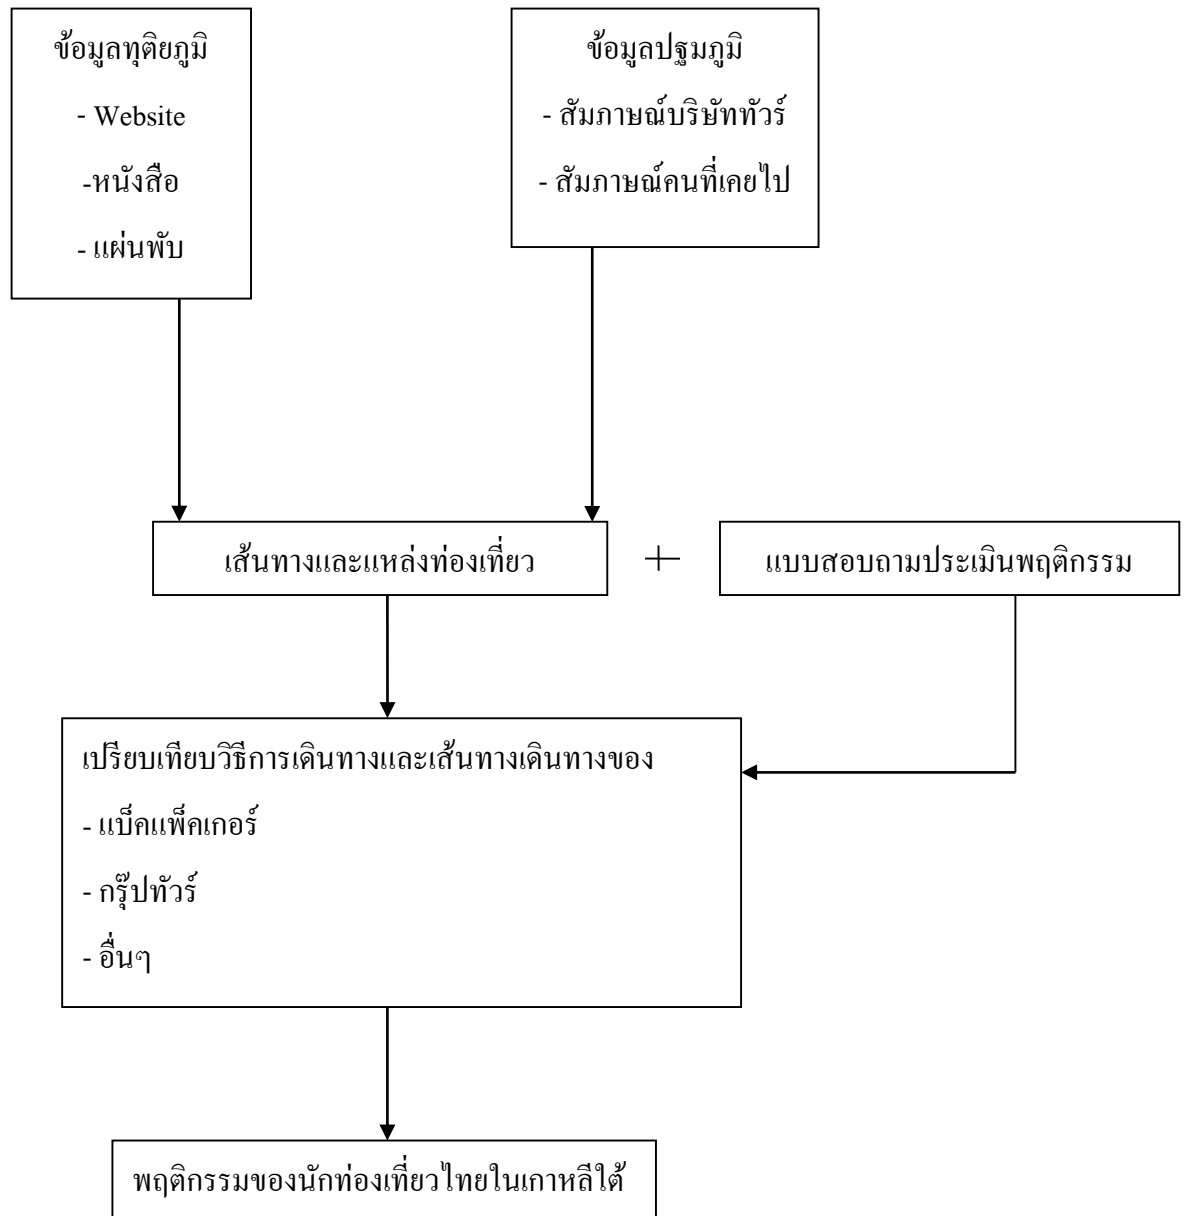 ข้อมูลทุติยภูมิ
- Website
-หนังสือ
- แผ่นพับ
ข้อมูลปฐมภูมิ
- สัมภาษณ์บริษัททัวร์
- สัมภาษณ์คนที่เคยไป
เส้นทางและแหล่งท่องเที่ยว
+
แบบสอบถามประเมินพฤติกรรม
เปรียบเทียบวิธีการเดินทางและเส้นทางเดินทางของ
- แบ็คแพ็คเกอร์
- กรุ๊ปทัวร์
- อื่นๆ
พฤติกรรมของนักท่องเที่ยวไทยในเกาหลีใต้